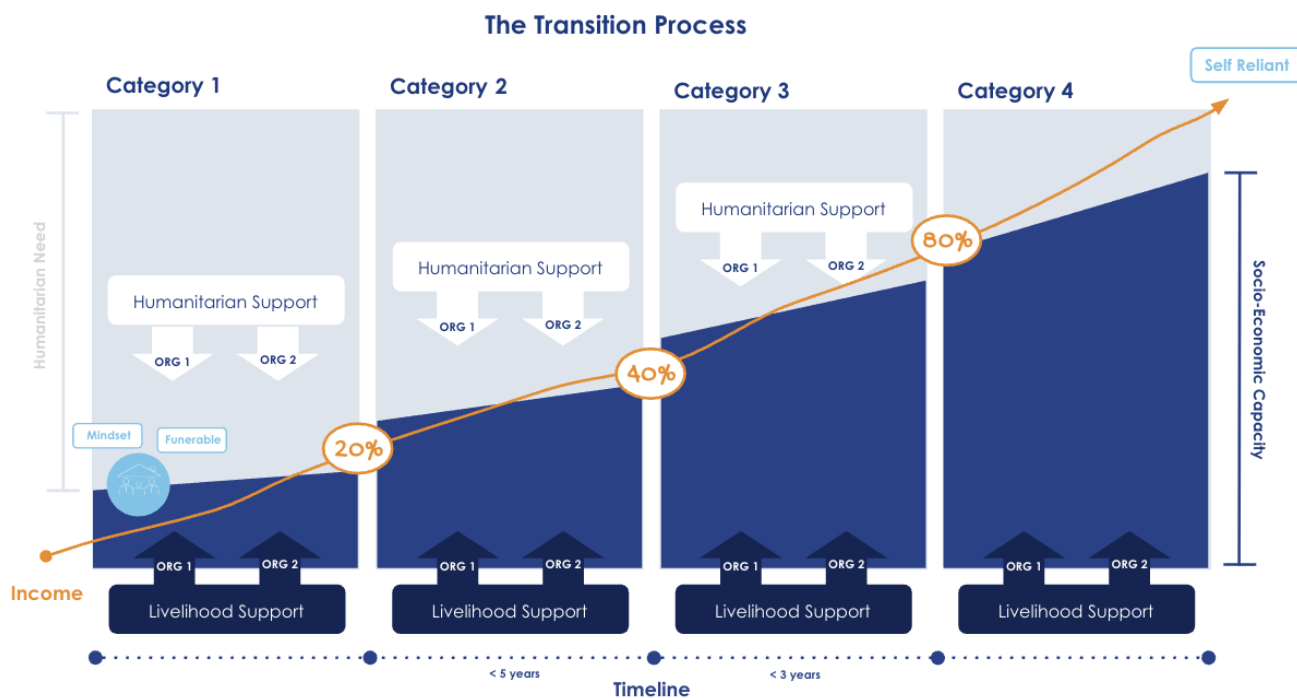 The Transition Process
Self Reliant
Category 1
Category 2
Category 3
Category 4
Humanitarian Need
Humanitarian Support
ORG 1
ORG 2
Humanitarian Support
ORG 1
ORG 2
Humanitarian Support
ORG 1
ORG 2
Mindset
Funerable
20%
40%
80%
Socio-Economic Capacity
Income
ORG 1
ORG 2
Livelihood Support
ORG 1
ORG 2
Livelihood Support
ORG 1
ORG 2
Livelihood Support
ORG 1
ORG 2
Livelihood Support
< 5 years
< 3 years
Timeline